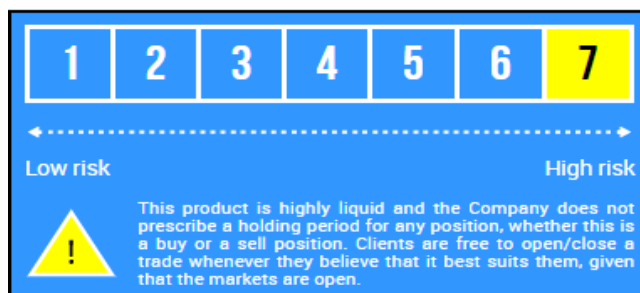 1 2 3 4 5 6 7
Low risk High risk
This product is highly liquid and the Company does not
prescribe a holding period for any position, whether this is
a buy or a sell position. Clients are free to open/close a
trade whenever they believe that it best suits them, given
that the markets are open.
!